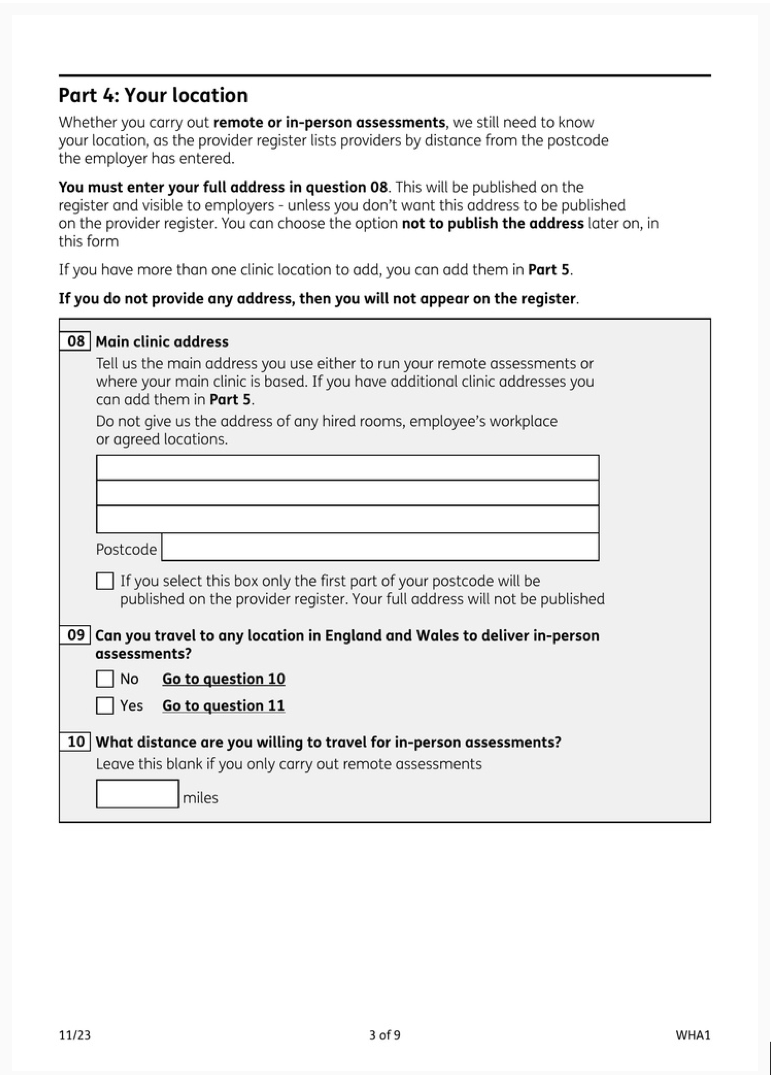 Part 4: Your location
Whether you carry out remote or in-person assessments, we still need to know
your location, as the provider register lists providers by distance from the postcode
the employer has entered.
You must enter your full address in question 08. This will be published on the
register and visible to employers - unless you don’t want this address to be published
on the provider register. You can choose the option not to publish the address later on, in
this form
If you have more than one clinic location to add, you can add them in Part 5.
If you do not provide any address, then you will not appear on the register.
08 Main clinic address
Tell us the main address you use either to run your remote assessments or
where your main clinic is based. If you have additional clinic addresses you
can add them in Part 5.
Do not give us the address of any hired rooms, employee’s workplace
or agreed locations.
Postcode
If you select this box only the first part of your postcode will be
published on the provider register. Your full address will not be published
09 Can you travel to any location in England and Wales to deliver in-person
assessments?
No Go to question 10
Yes Go to question 11
10 What distance are you willing to travel for in-person assessments?
Leave this blank if you only carry out remote assessments
miles
11/23 3 of 9 WHA1